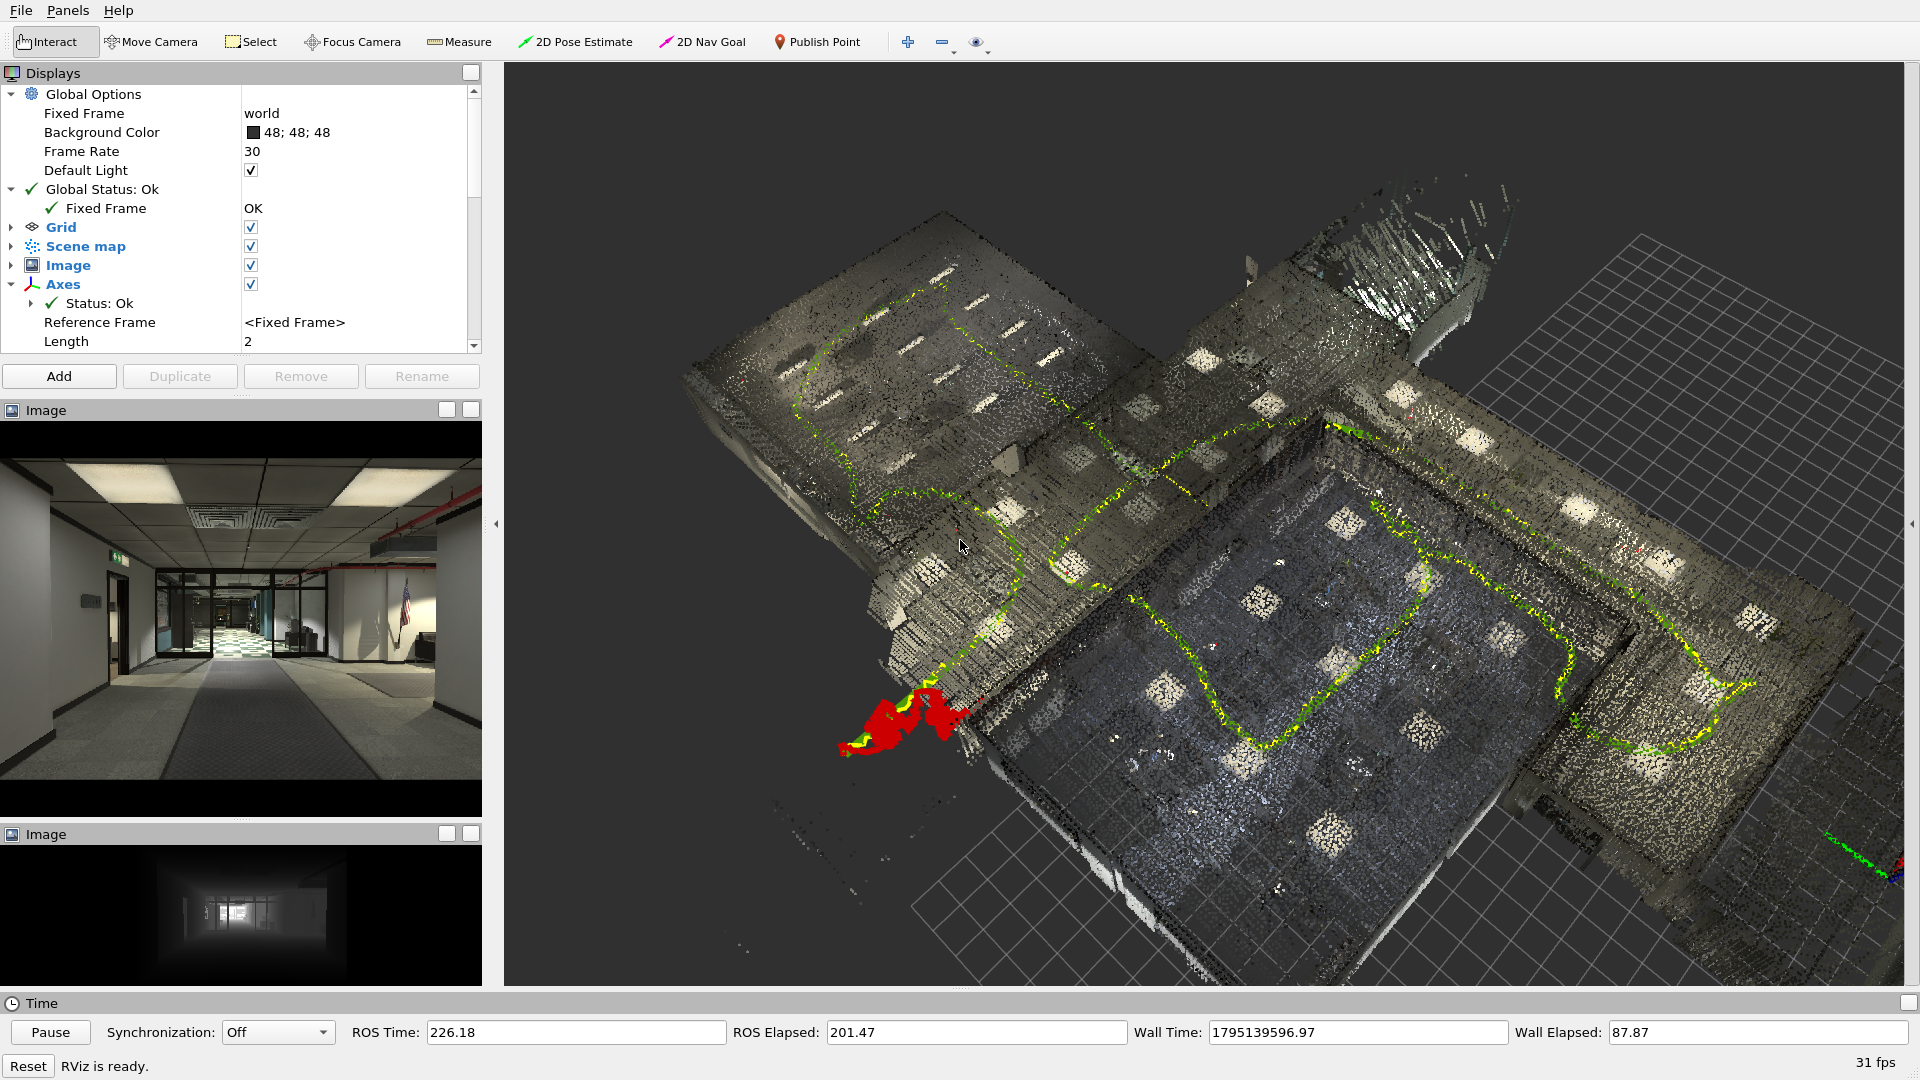 File Panels Help
Interact Move Camera Select Focus Camera Measure 2D Pose Estimate 2D Nav Goal Publish Point
Displays
Global Options
Fixed Frame world
Background Color 48; 48; 48
Frame Rate 30
Default Light
Global Status: Ok
Fixed Frame OK
Grid
Scene map
Image
Axes
Status: Ok
Reference Frame <Fixed Frame>
Length 2
Add Duplicate Remove Rename
Image
Image
Time
Pause Synchronization: Off ROS Time: 226.18 ROS Elapsed: 201.47 Wall Time: 1795139596.97 Wall Elapsed: 87.87
Reset RViz is ready. 31 fps